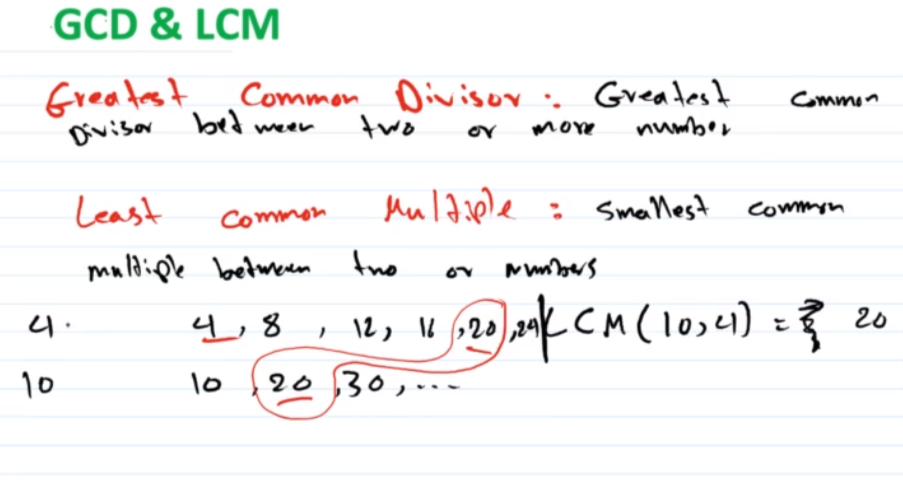 GCD & LCM
Greatest Common Divisor : Greatest common
Divisor between two or more number
Least common Multiple : smallest common
multiple between two or numbers
4. 4, 8, 12, 16, 20, 24 LCM(10,4) = 20
10 10, 20, 30, ...